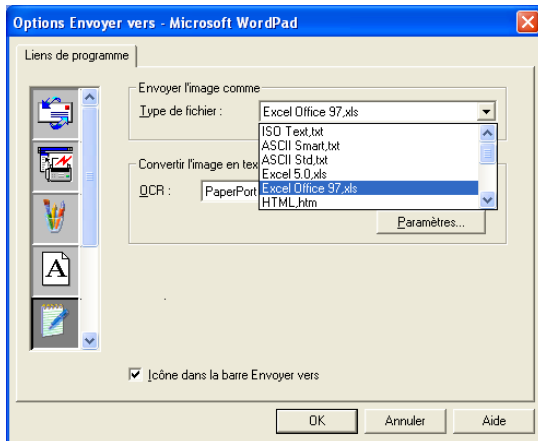 Options Envoyer vers - Microsoft WordPad
Liens de programme
Envoyer l'image comme
Type de fichier : Excel Office 97,xls
ISO Text,txt
ASCII Smart,txt
ASCII Std,txt
Excel 5.0,xls
Convertir l'image en tex
Excel Office 97,xls
OCR : PaperPort
HTML,htm
Paramètres...
A
Icône dans la barre Envoyer vers
OK Annuler Aide